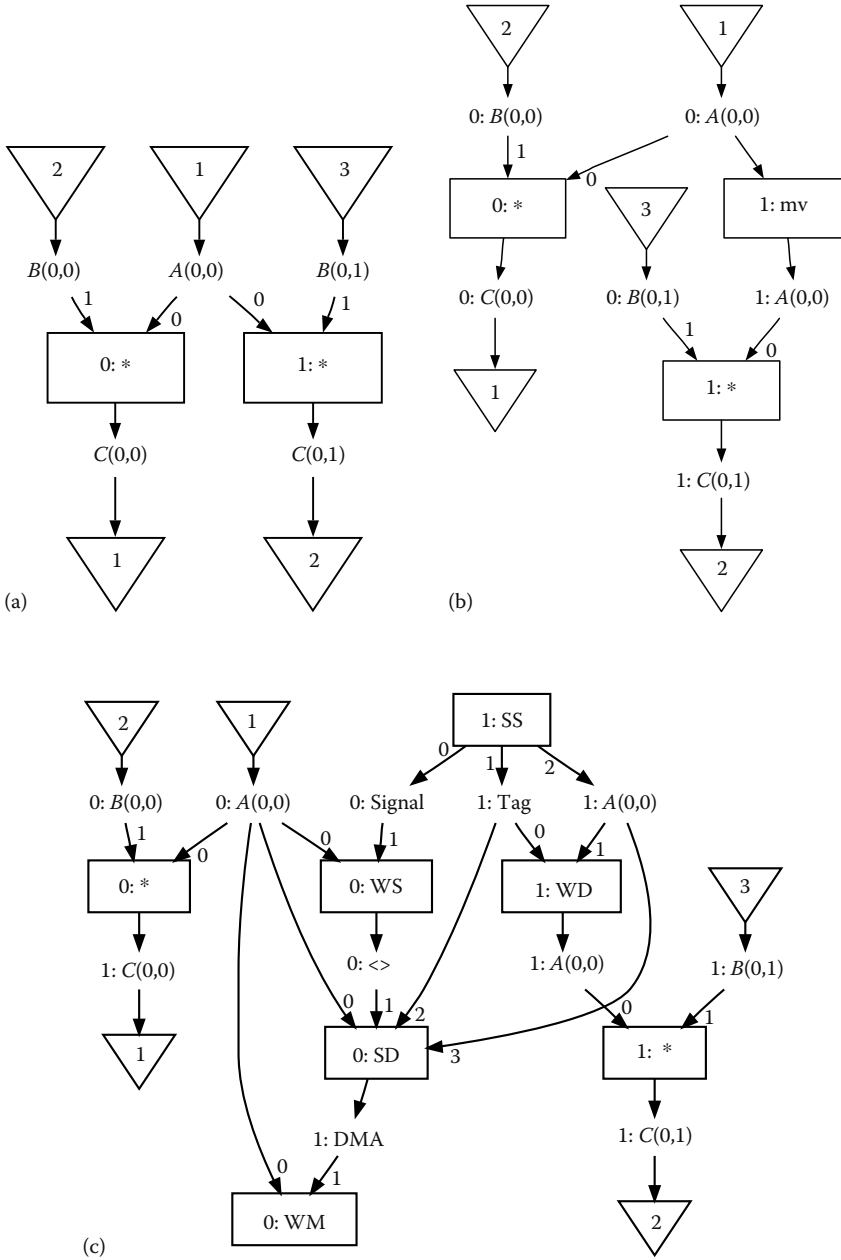 2 1
0: B(0,0) 0: A(0,0)
1
0
0: * 3 1: mv
0: C(0,0) 0: B(0,1) 1: A(0,0)
1 0
1 1: *
1: C(0,1)
2
(b)
2 1 3
B(0,0) A(0,0) B(0,1)
1 0 0 1
0: * 1: *
C(0,0) C(0,1)
1 2
(a)
2 1 1: SS
0 1 2
0: B(0,0) 0: A(0,0) 0: Signal 1: Tag 1: A(0,0)
1 0 0 1 0 1
0: * 0: WS 1: WD 3
1: C(0,0) 0: <> 1: A(0,0) 1: B(0,1)
0 1 2 0 1
1 0: SD 3 1: *
1: DMA 1: C(0,1)
0 1
0: WM 2
(c)